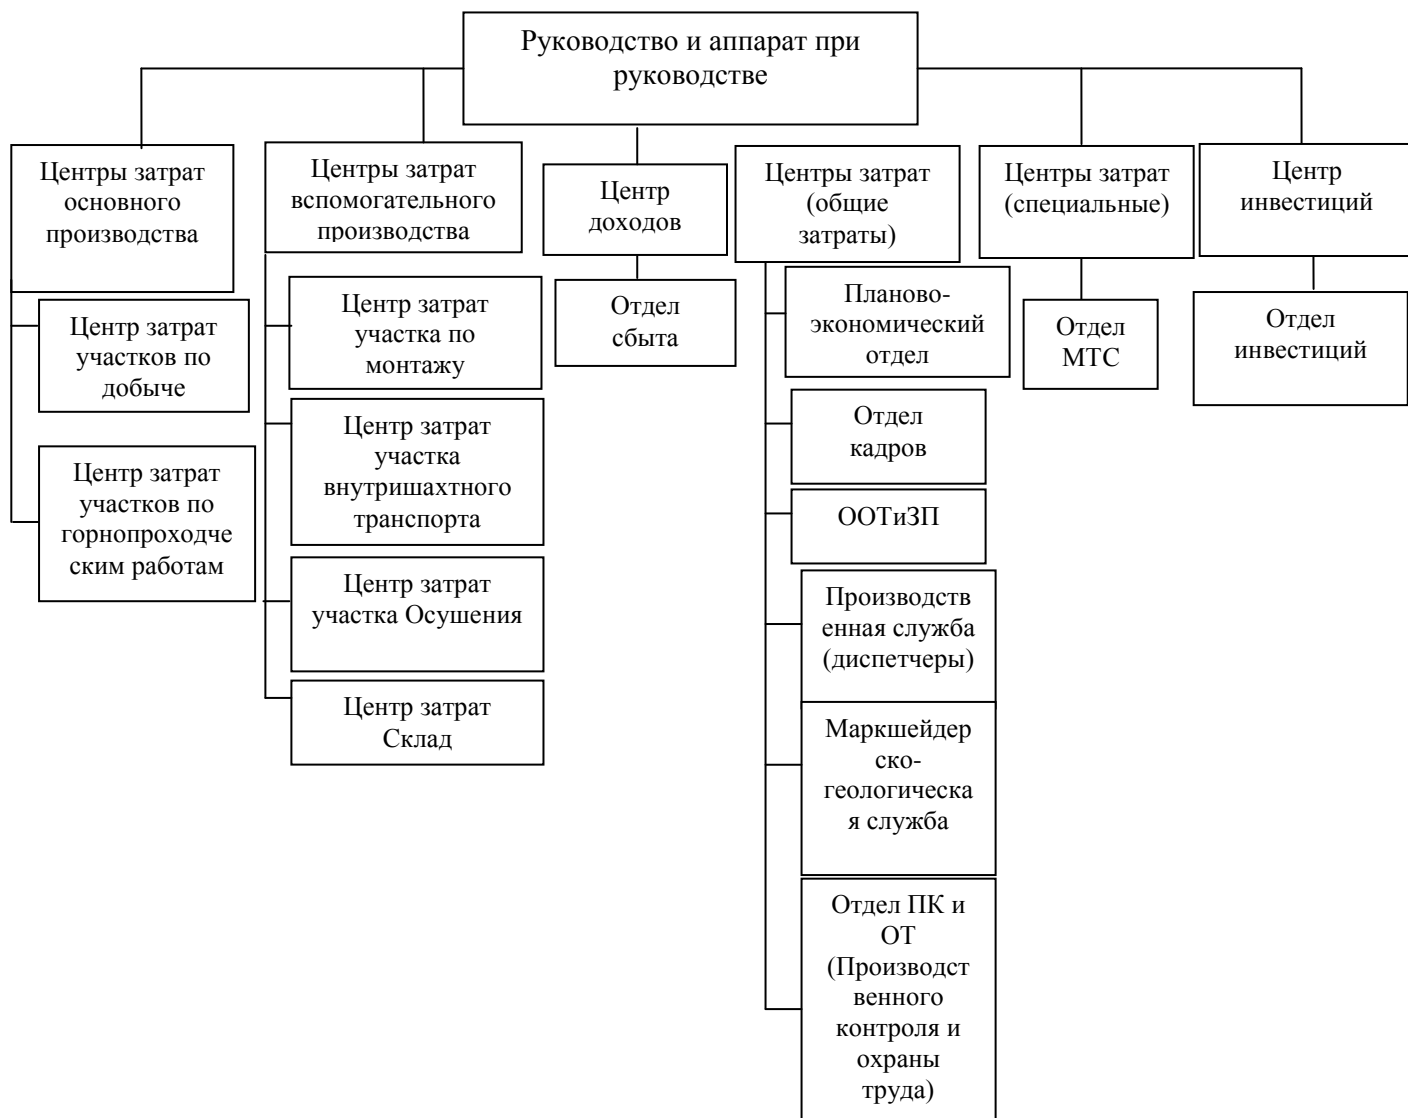 Руководство и аппарат при
руководстве
Центры затрат
основного
производства
Центры затрат
вспомогательного
производства
Центр
доходов
Центры затрат
(общие
затраты)
Центры затрат
(специальные)
Центр
инвестиций
Центр затрат
участков по
добыче
Центр затрат
участков по
горнопроходче
ским работам
Центр затрат
участка по
монтажу
Центр затрат
участка
внутришахтного
транспорта
Центр затрат
участка Осушения
Центр затрат
Склад
Отдел
сбыта
Планово-
экономический
отдел
Отдел
кадров
ООТиЗП
Производств
енная служба
(диспетчеры)
Маркшейдер
ско-
геологическа
я служба
Отдел ПК и
ОТ
(Производст
венного
контроля и
охраны
труда)
Отдел
МТС
Отдел
инвестиций